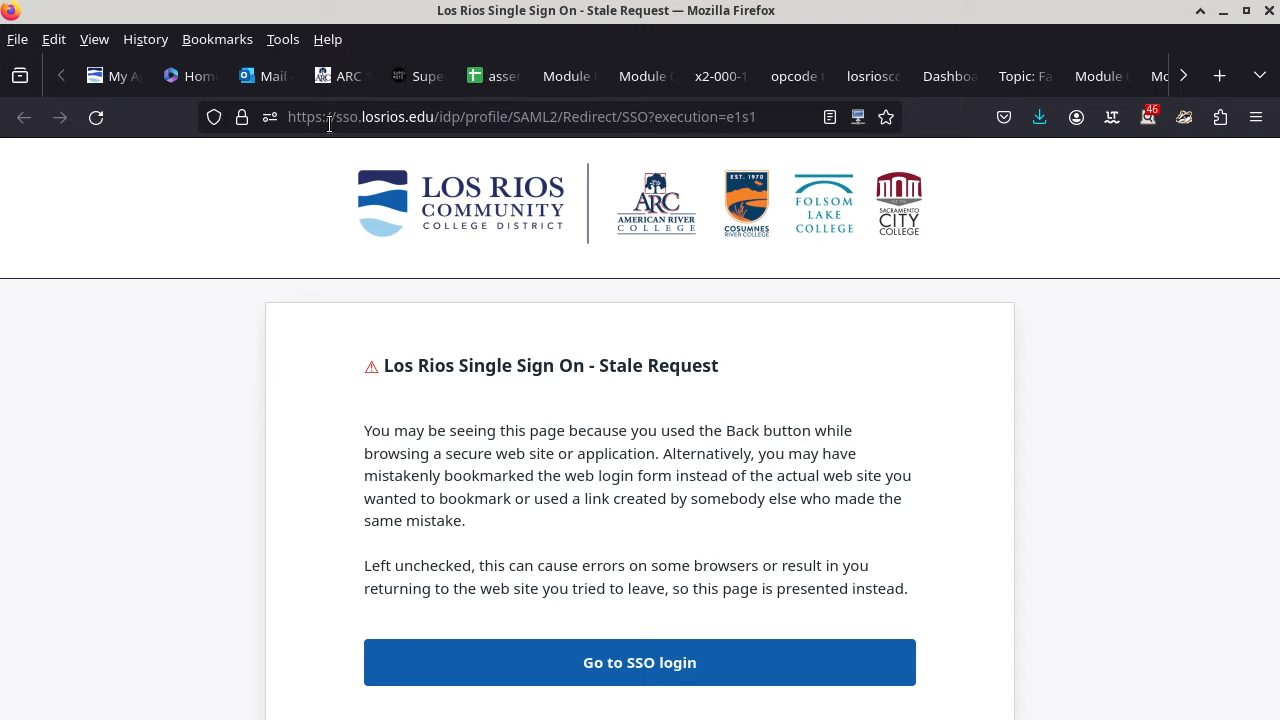 Los Rios Single Sign On - Stale Request — Mozilla Firefox
File Edit View History Bookmarks Tools Help
My A Hom Mail ARC Supe asser Module Module x2-000-1 opcode losriosc Dashboa Topic: Fa Module Mo
https://sso.losrios.edu/idp/profile/SAML2/Redirect/SSO?execution=e1s1
46
LOS RIOS
COMMUNITY
COLLEGE DISTRICT
ARC
AMERICAN RIVER
COLLEGE
EST. 1970
COSUMNES
RIVER COLLEGE
FOLSOM
LAKE
COLLEGE
SACRAMENTO
CITY
COLLEGE
⚠ Los Rios Single Sign On - Stale Request
You may be seeing this page because you used the Back button while
browsing a secure web site or application. Alternatively, you may have
mistakenly bookmarked the web login form instead of the actual web site you
wanted to bookmark or used a link created by somebody else who made the
same mistake.
Left unchecked, this can cause errors on some browsers or result in you
returning to the web site you tried to leave, so this page is presented instead.
Go to SSO login